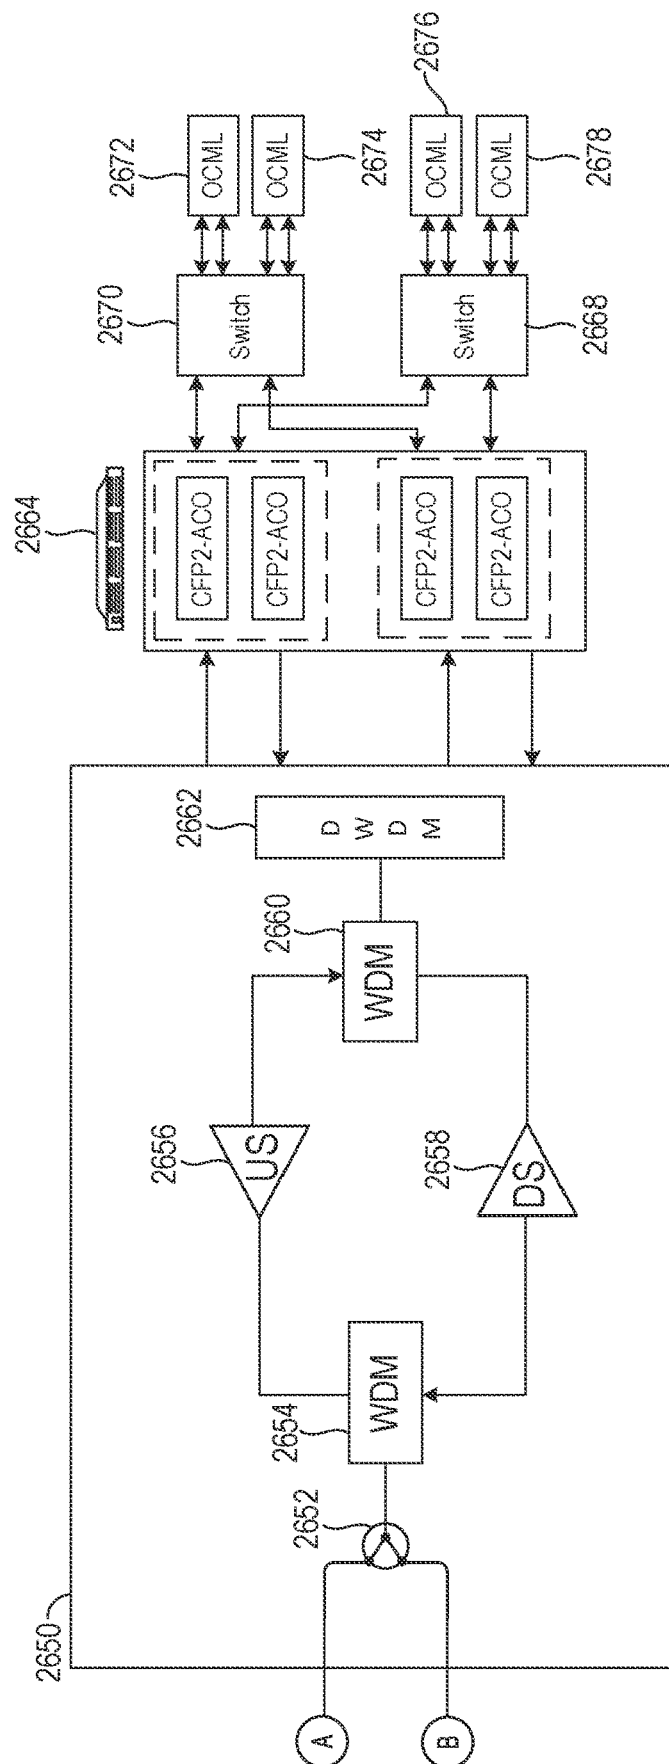 2650
A
B
2652
2654
WDM
2656
US
2658
DS
2660
WDM
2662
D
W
D
M
2664
CFP2-ACO
CFP2-ACO
CFP2-ACO
CFP2-ACO
2670
Switch
2668
Switch
2672
OCML
OCML
2674
2676
OCML
OCML
2678